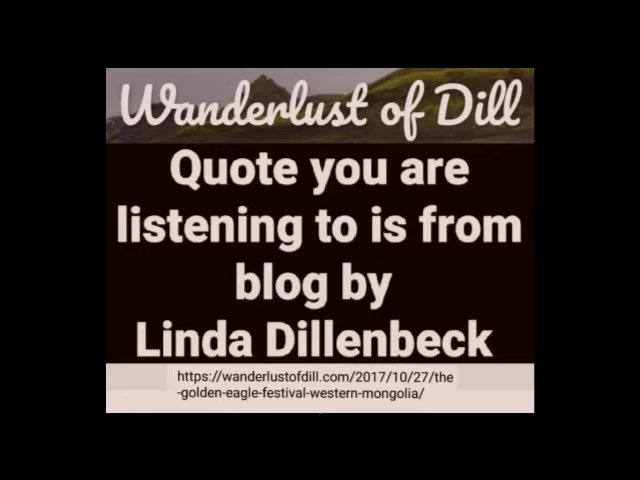 Wanderlust of Dill
Quote you are
listening to is from
blog by
Linda Dillenbeck
https://wanderlustofdill.com/2017/10/27/the
-golden-eagle-festival-western-mongolia/